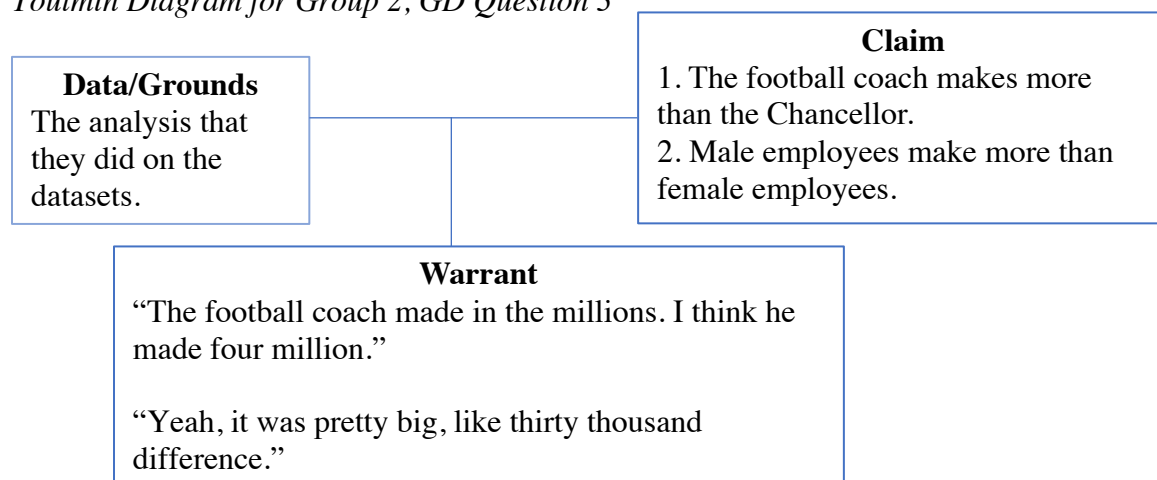 Toulmin Diagram for Group 2, GD Question 5
Data/Grounds
The analysis that
they did on the
datasets.
Claim
1. The football coach makes more
than the Chancellor.
2. Male employees make more than
female employees.
Warrant
“The football coach made in the millions. I think he
made four million.”
“Yeah, it was pretty big, like thirty thousand
difference.”